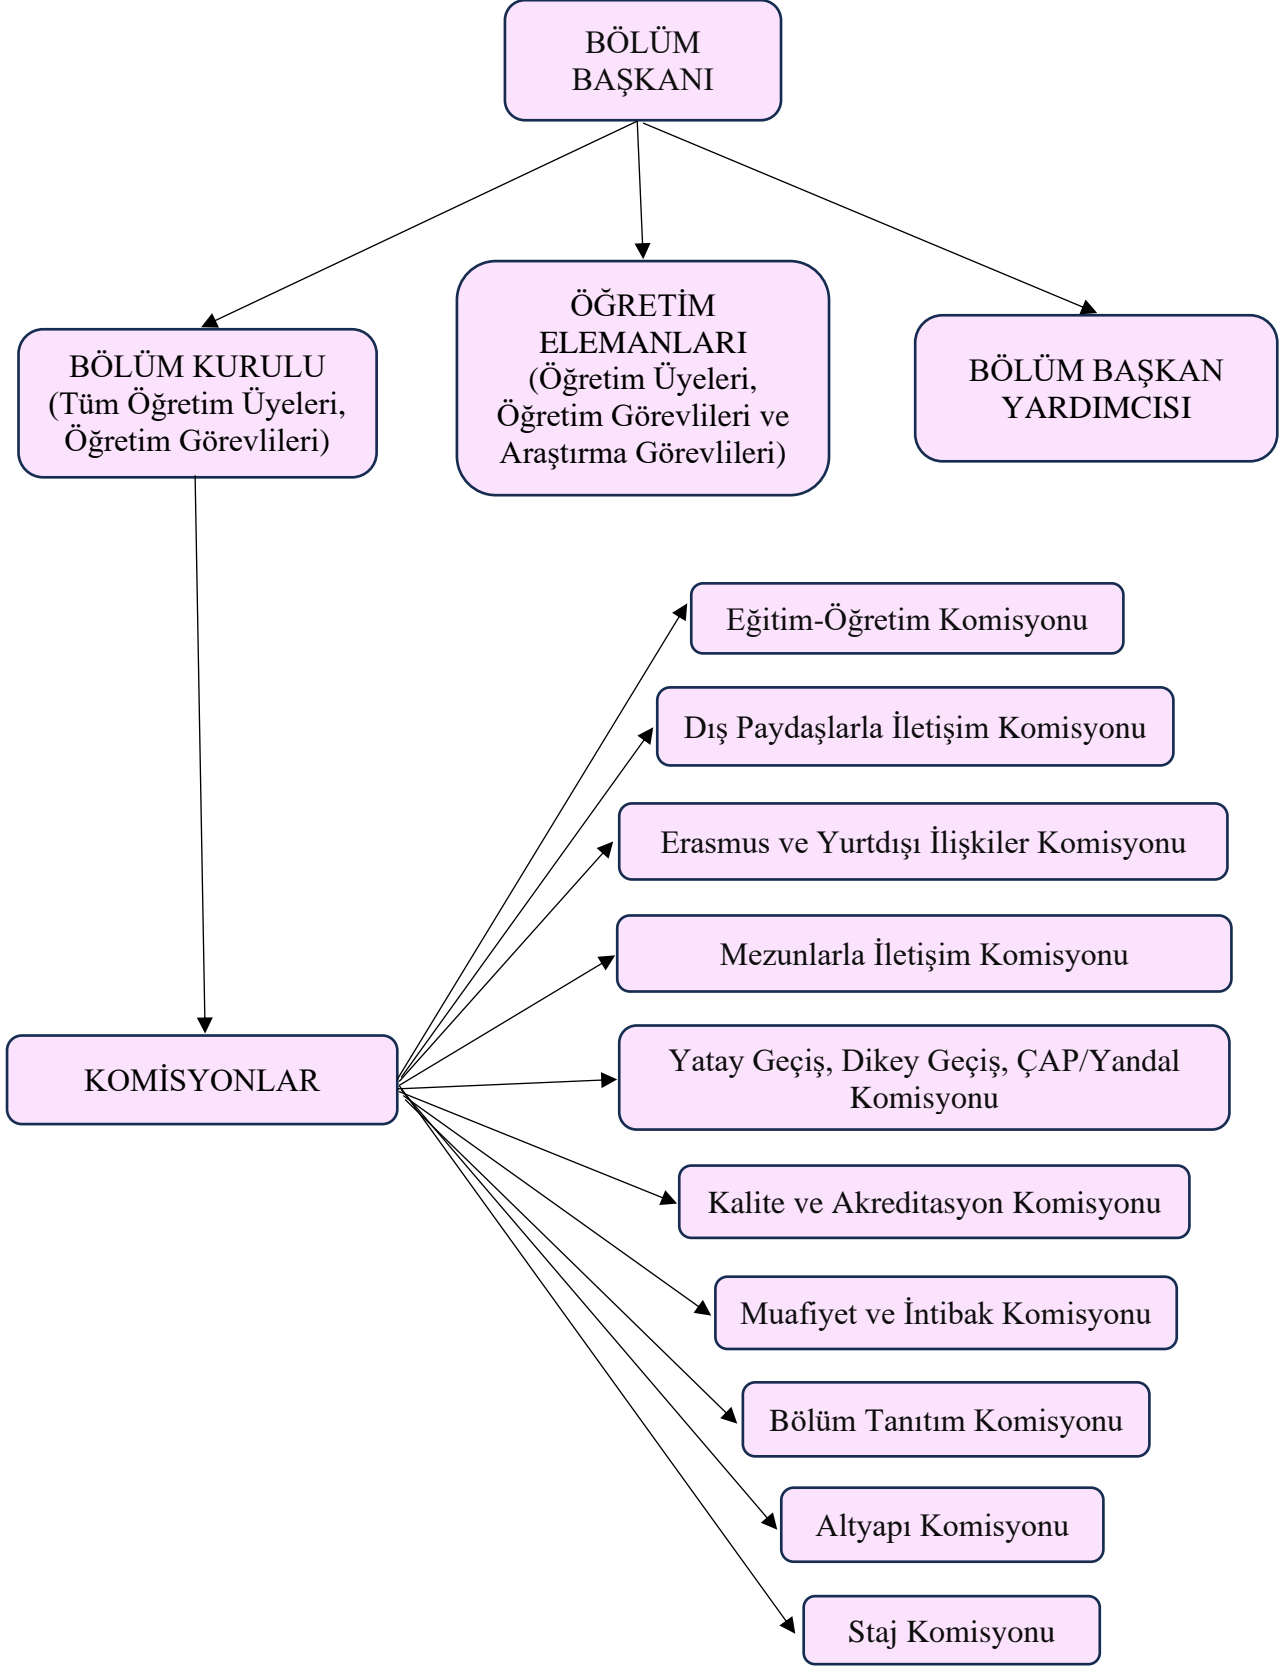 BÖLÜM
BAŞKANI
BÖLÜM KURULU
(Tüm Öğretim Üyeleri,
Öğretim Görevlileri)
ÖĞRETİM
ELEMANLARI
(Öğretim Üyeleri,
Öğretim Görevlileri ve
Araştırma Görevlileri)
BÖLÜM BAŞKAN
YARDIMCISI
KOMİSYONLAR
Eğitim-Öğretim Komisyonu
Dış Paydaşlarla İletişim Komisyonu
Erasmus ve Yurtdışı İlişkiler Komisyonu
Mezunlarla İletişim Komisyonu
Yatay Geçiş, Dikey Geçiş, ÇAP/Yandal
Komisyonu
Kalite ve Akreditasyon Komisyonu
Muafiyet ve İntibak Komisyonu
Bölüm Tanıtım Komisyonu
Altyapı Komisyonu
Staj Komisyonu